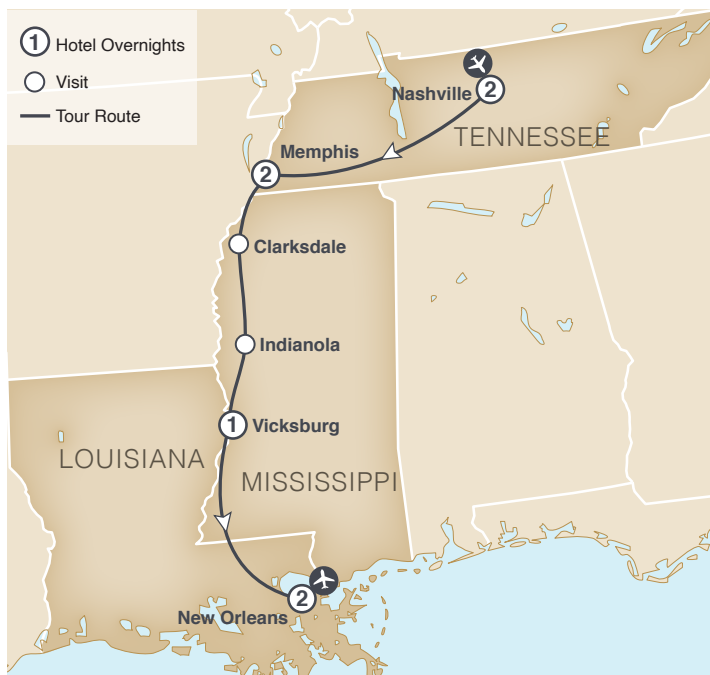 1 Hotel Overnights
Visit
Tour Route
Nashville 2
TENNESSEE
Memphis
2
Clarksdale
Indianola
1 Vicksburg
LOUISIANA
MISSISSIPPI
2
New Orleans